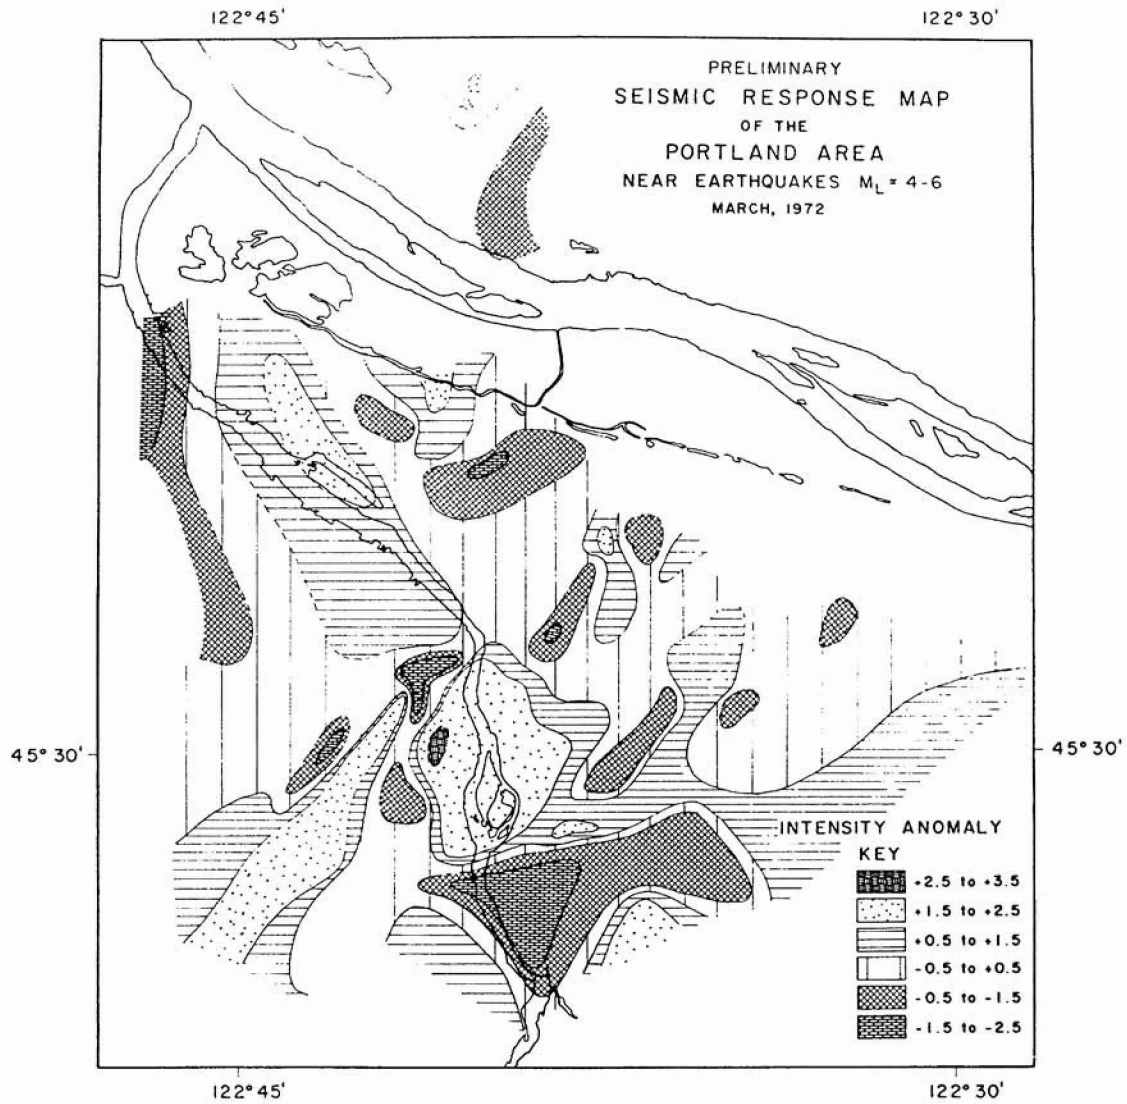 122° 45'
122° 30'
PRELIMINARY
SEISMIC RESPONSE MAP
OF THE
PORTLAND AREA
NEAR EARTHQUAKES M_L = 4-6
MARCH, 1972
45° 30'
45° 30'
INTENSITY ANOMALY
KEY
+2.5 to +3.5
+1.5 to +2.5
+0.5 to +1.5
-0.5 to +0.5
-0.5 to -1.5
-1.5 to -2.5
122° 45'
122° 30'